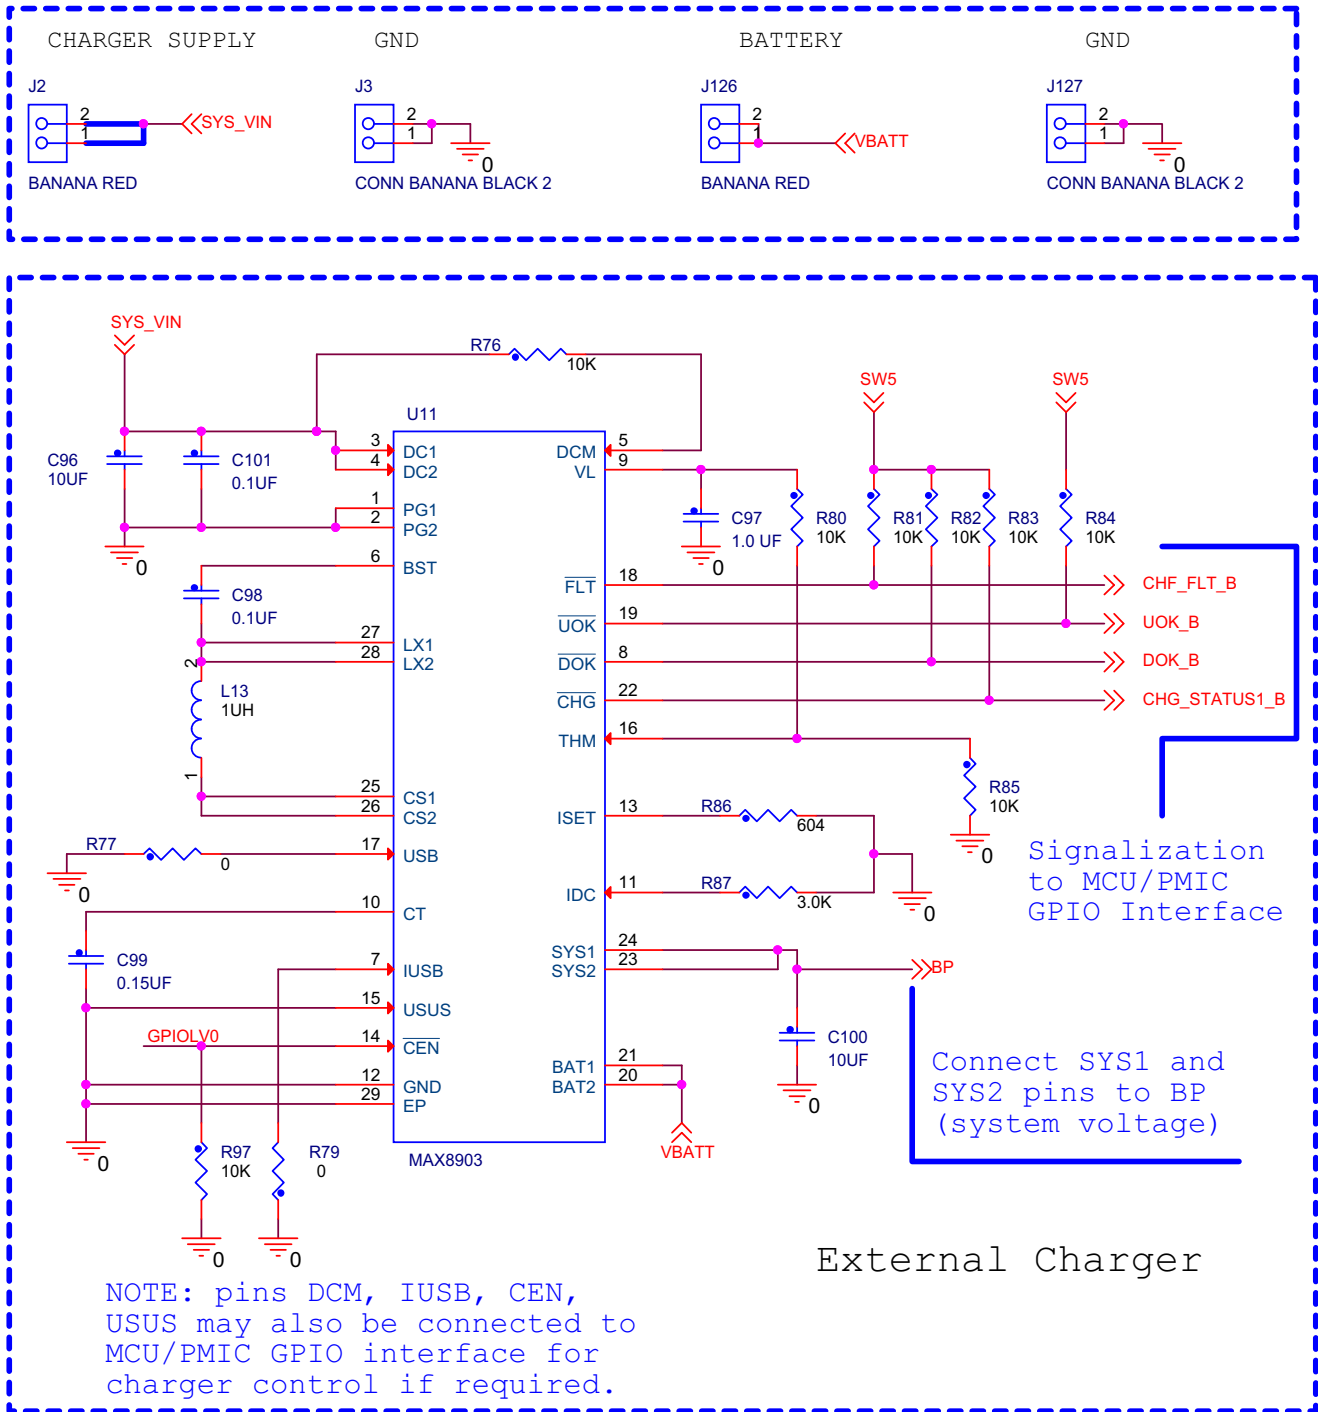 CHARGER SUPPLY GND BATTERY GND
J2 J3 J126 J127
2 1 SYS_VIN 2 1 0 2 1 VBATT 2 1 0
BANANA RED CONN BANANA BLACK 2 BANANA RED CONN BANANA BLACK 2
SYS_VIN
R76 10K
SW5 SW5
U11
C96 10UF
C101 0.1UF
3 DC1
4 DC2
1 PG1
2 PG2
0
6 BST
C98 0.1UF
27 LX1
28 LX2
2
L13 1UH
1
25 CS1
26 CS2
R77 0
17 USB
0
10 CT
C99 0.15UF
7 IUSB
15 USUS
GPIOLV0
14 CEN
12 GND
29 EP
0
R97 10K
R79 0
0 0
MAX8903
DCM 5
VL 9
C97 1.0 UF
0
R80 10K
R81 10K
R82 10K
R83 10K
R84 10K
FLT 18 CHF_FLT_B
UOK 19 UOK_B
DOK 8 DOK_B
CHG 22 CHG_STATUS1_B
THM 16
R85 10K
0
ISET 13 R86 604
IDC 11 R87 3.0K
0
Signalization
to MCU/PMIC
GPIO Interface
SYS1 24
SYS2 23
BP
C100 10UF
0
BAT1 21
BAT2 20
VBATT
Connect SYS1 and
SYS2 pins to BP
(system voltage)
External Charger
NOTE: pins DCM, IUSB, CEN,
USUS may also be connected to
MCU/PMIC GPIO interface for
charger control if required.